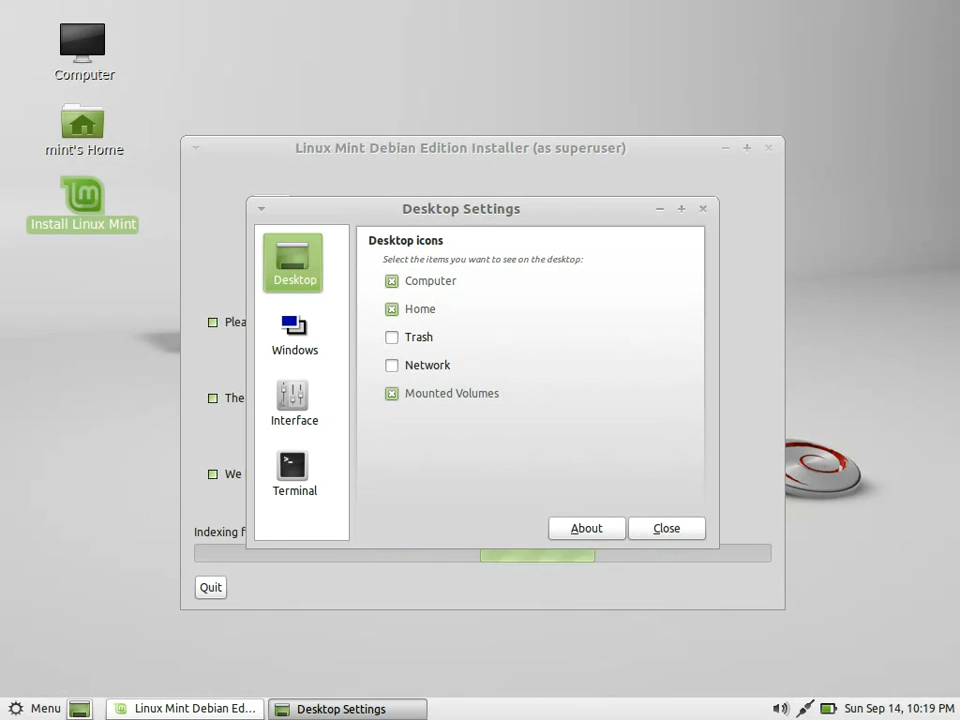 Computer
mint's Home
Install Linux Mint
Linux Mint Debian Edition Installer (as superuser)
Desktop Settings
Desktop
Windows
Interface
Terminal
Desktop icons
Select the items you want to see on the desktop:
Computer
Home
Trash
Network
Mounted Volumes
About
Close
Plea
The
We
Indexing f
Quit
Menu
Linux Mint Debian Ed...
Desktop Settings
Sun Sep 14, 10:19 PM